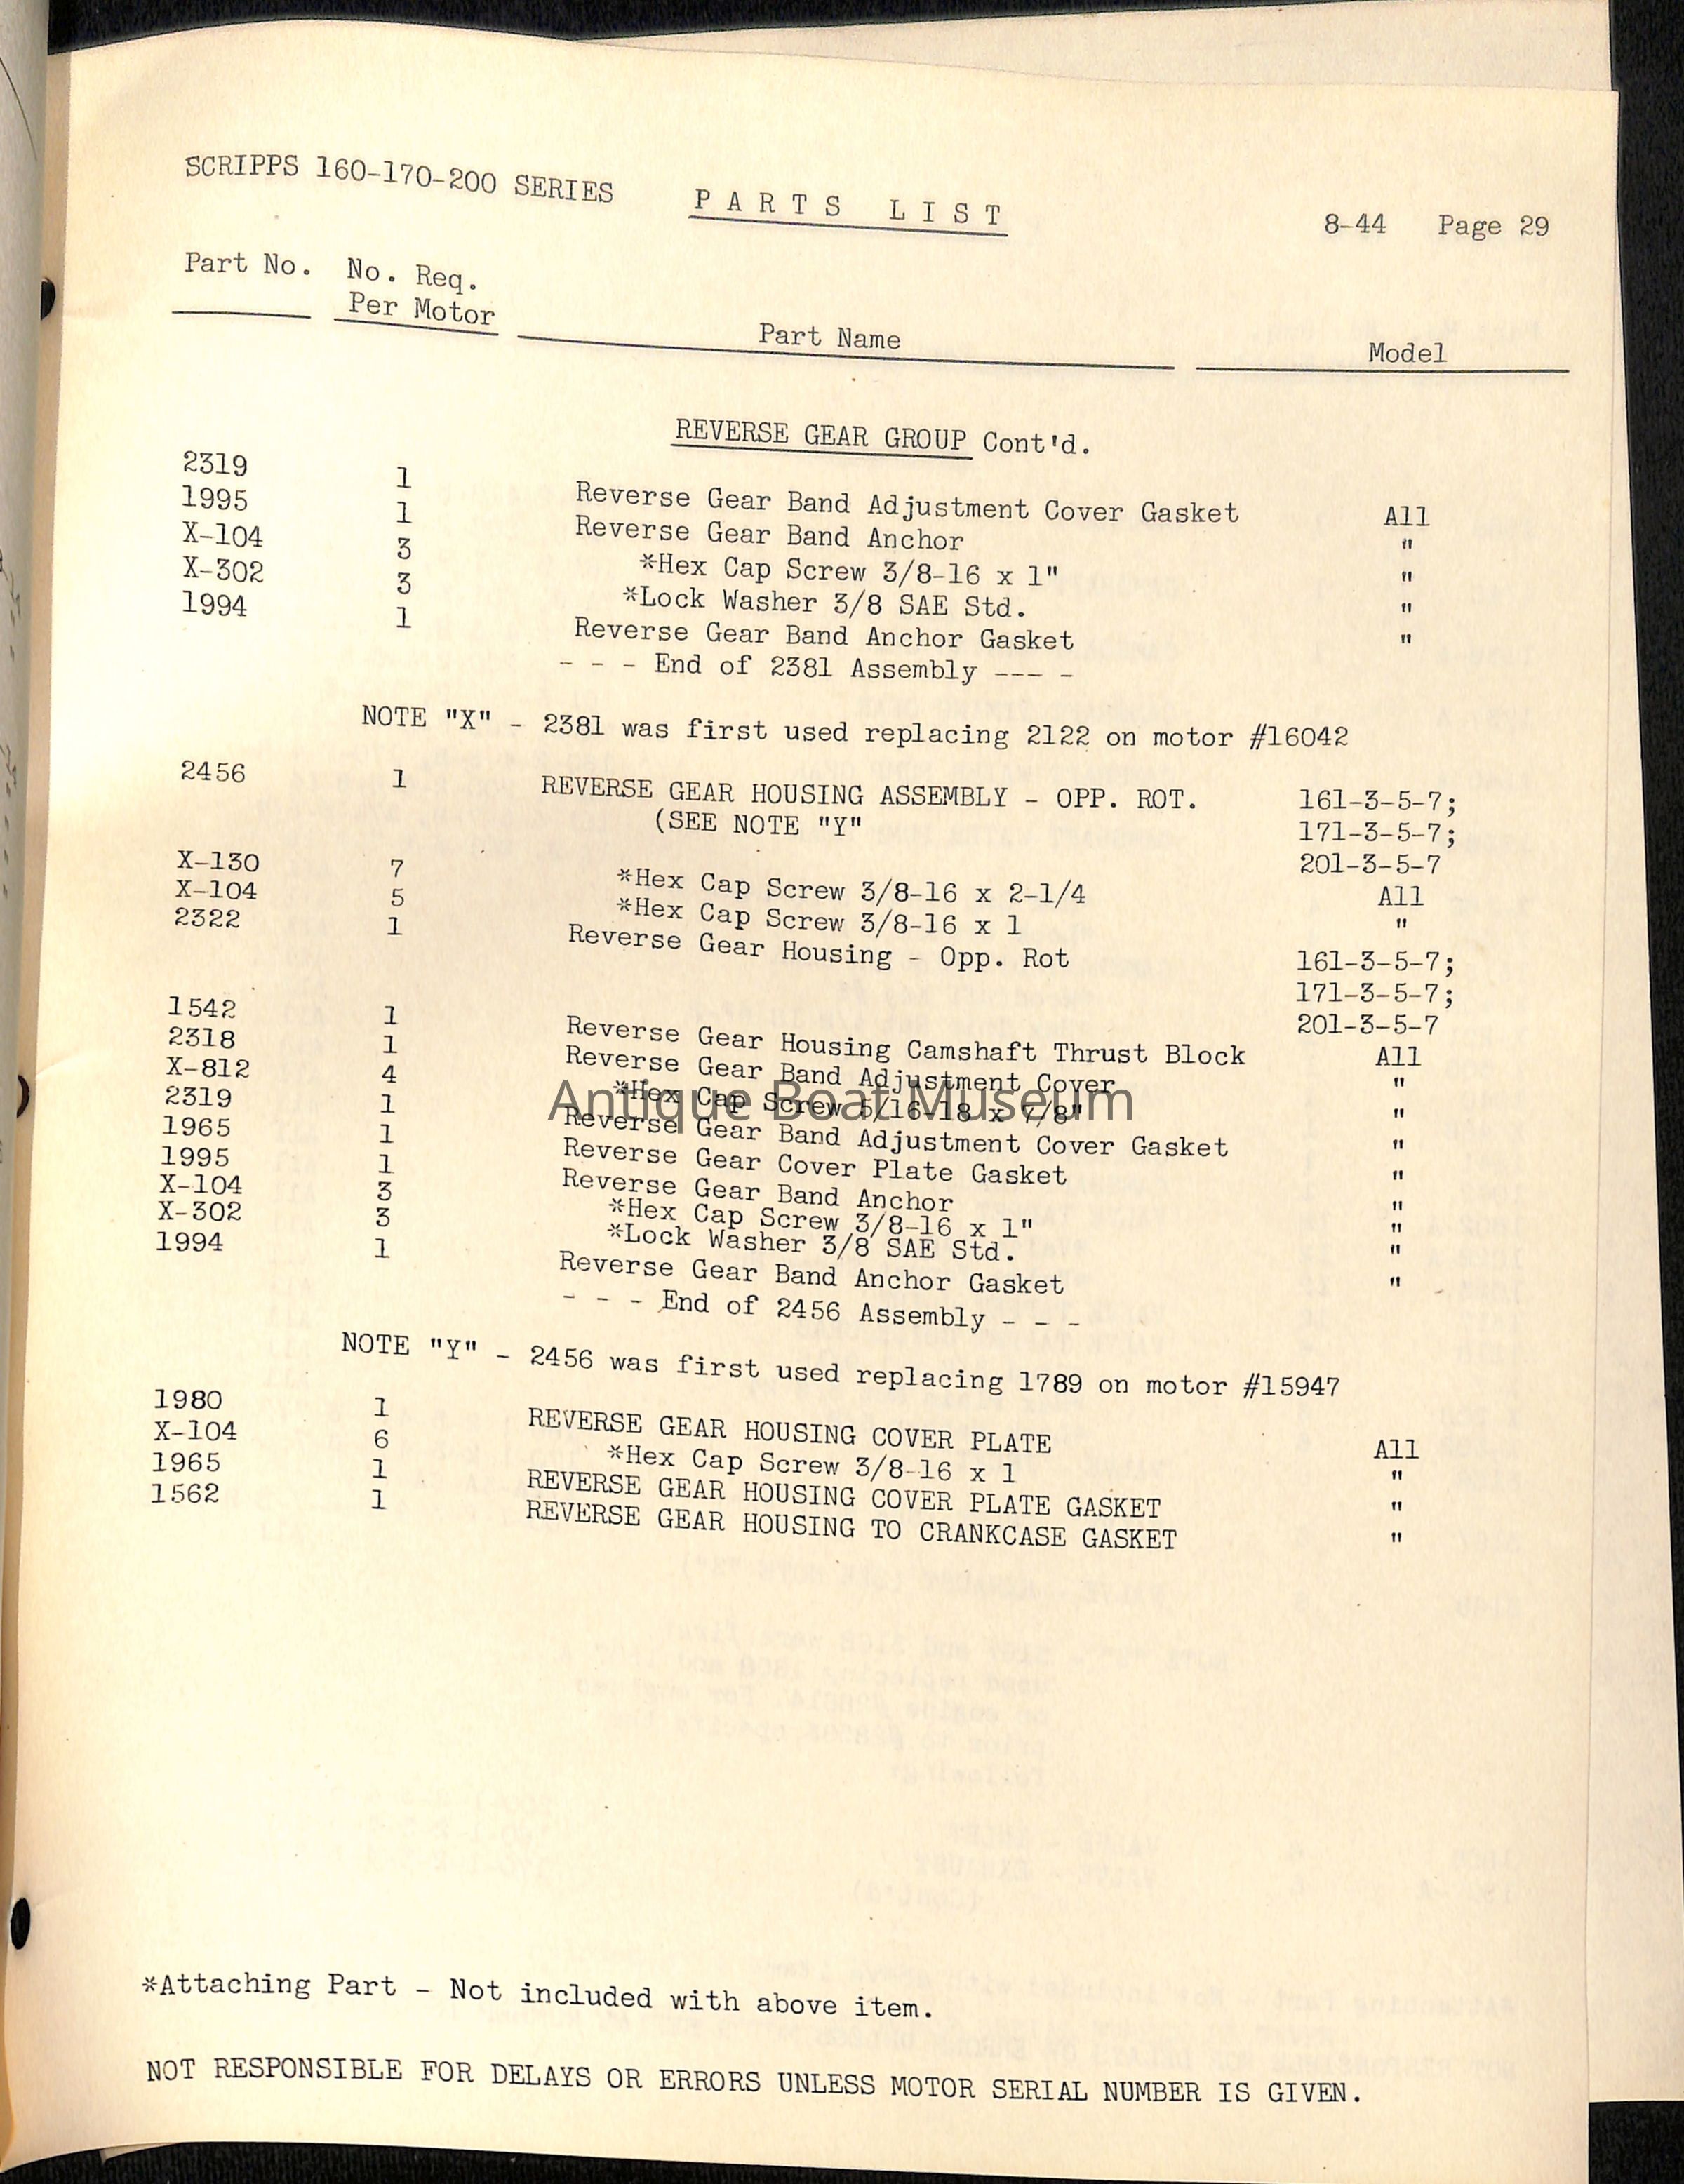 SCRIPPS 160-170-200 SERIES PARTS LIST 8-44 Page 29
Part No. No. Req. Per Motor Part Name Model
REVERSE GEAR GROUP Cont'd.
2319 1 Reverse Gear Band Adjustment Cover Gasket All
1995 1 Reverse Gear Band Anchor "
X-104 3 *Hex Cap Screw 3/8-16 x 1" "
X-302 3 *Lock Washer 3/8 SAE Std. "
1994 1 Reverse Gear Band Anchor Gasket "
- - - End of 2381 Assembly --- -
NOTE "X" - 2381 was first used replacing 2122 on motor #16042
2456 1 REVERSE GEAR HOUSING ASSEMBLY - OPP. ROT. 161-3-5-7;
(SEE NOTE "Y" 171-3-5-7;
201-3-5-7
X-130 7 *Hex Cap Screw 3/8-16 x 2-1/4 All
X-104 5 *Hex Cap Screw 3/8-16 x 1 "
2322 1 Reverse Gear Housing - Opp. Rot 161-3-5-7;
171-3-5-7;
201-3-5-7
1542 1 Reverse Gear Housing Camshaft Thrust Block All
2318 1 Reverse Gear Band Adjustment Cover "
X-812 4 *Hex Cap Screw 5/16-18 x 7/8" "
2319 1 Reverse Gear Band Adjustment Cover Gasket "
1965 1 Reverse Gear Cover Plate Gasket "
1995 1 Reverse Gear Band Anchor "
X-104 3 *Hex Cap Screw 3/8-16 x 1" "
X-302 3 *Lock Washer 3/8 SAE Std. "
1994 1 Reverse Gear Band Anchor Gasket "
- - - End of 2456 Assembly - - -
NOTE "Y" - 2456 was first used replacing 1789 on motor #15947
1980 1 REVERSE GEAR HOUSING COVER PLATE All
X-104 6 *Hex Cap Screw 3/8-16 x 1 "
1965 1 REVERSE GEAR HOUSING COVER PLATE GASKET "
1562 1 REVERSE GEAR HOUSING TO CRANKCASE GASKET "
*Attaching Part - Not included with above item.
NOT RESPONSIBLE FOR DELAYS OR ERRORS UNLESS MOTOR SERIAL NUMBER IS GIVEN.
Antique Boat Museum